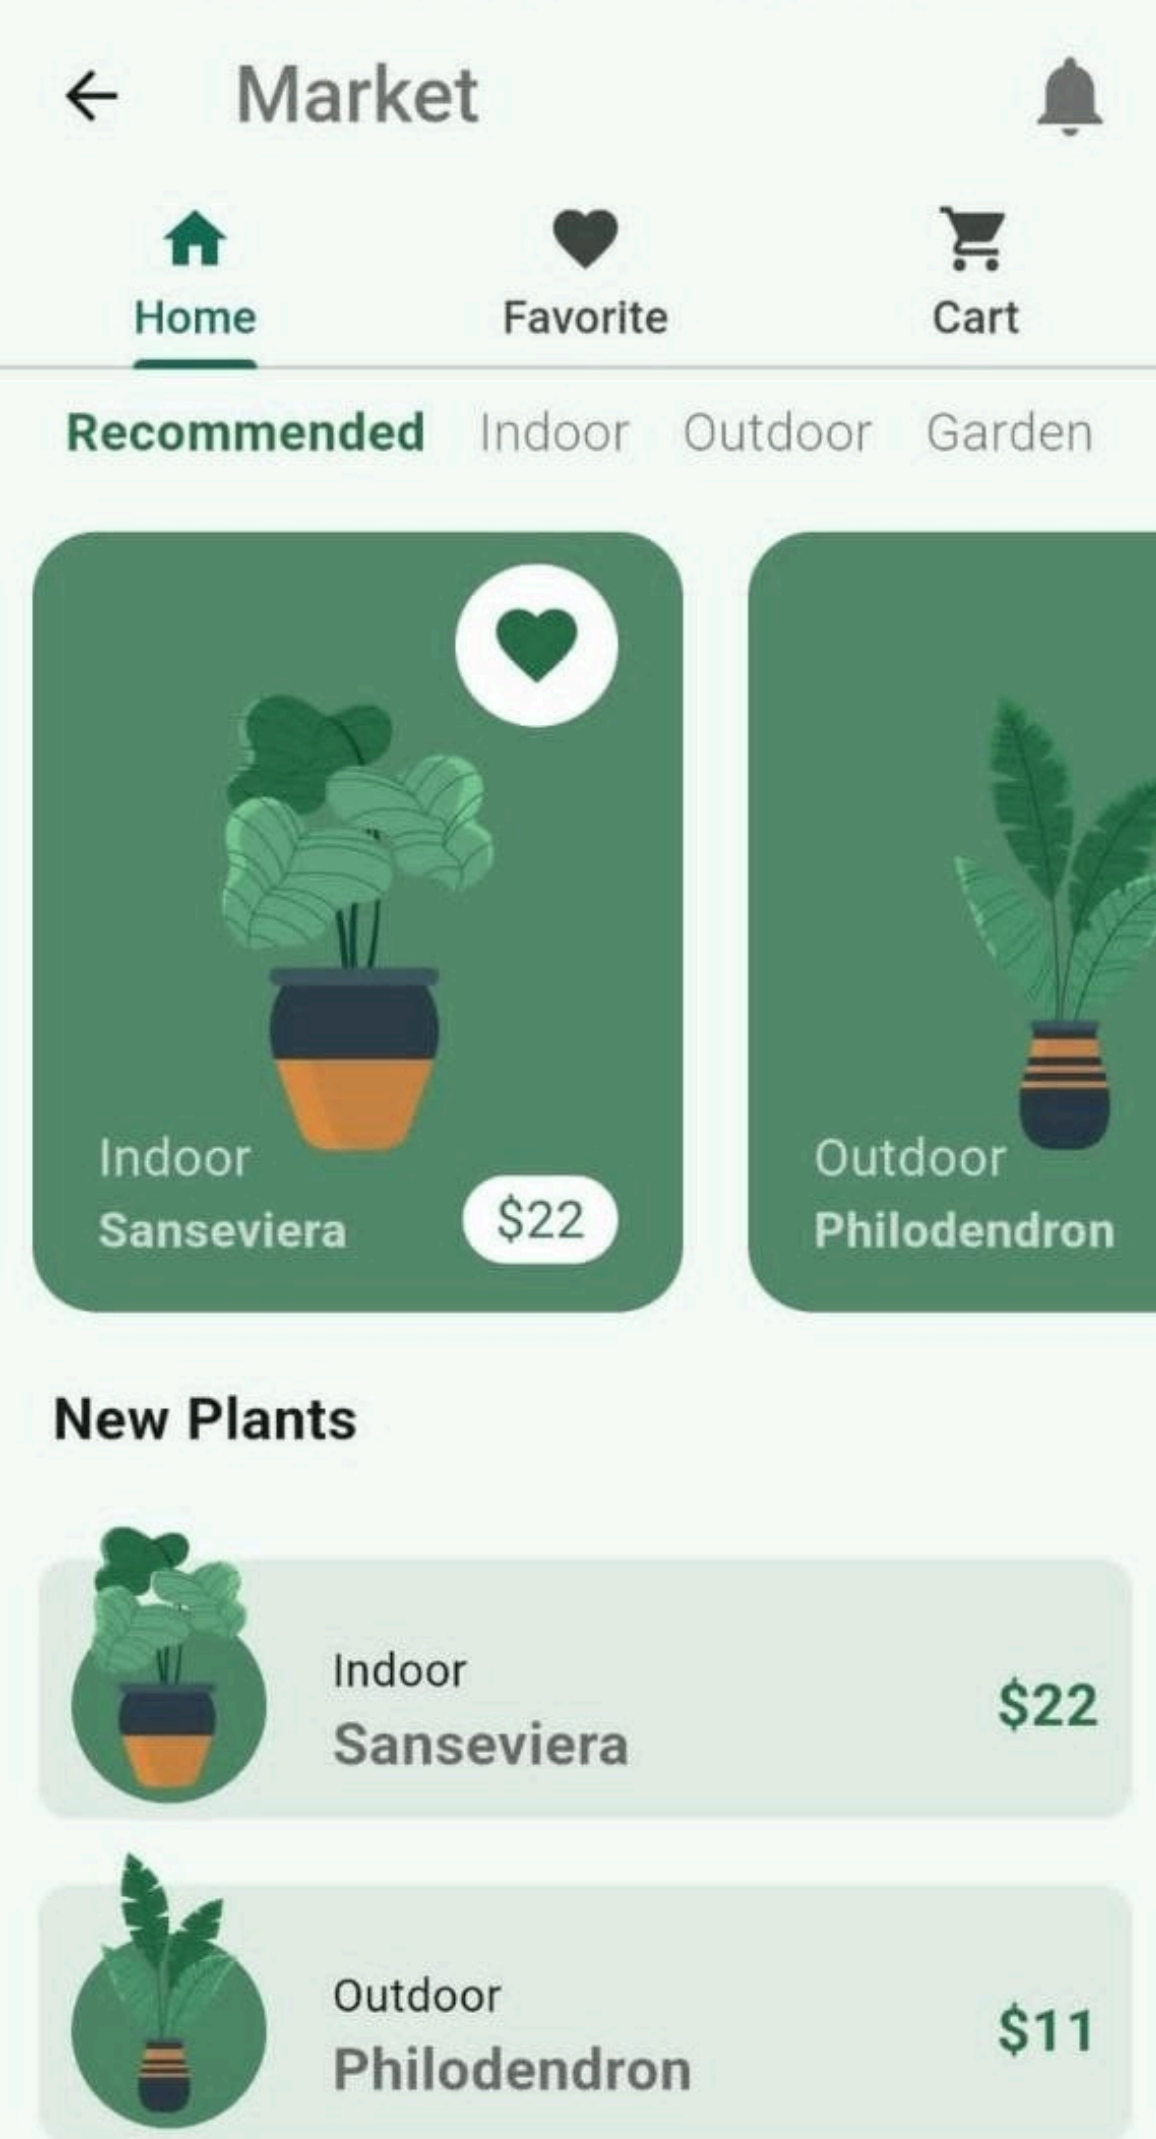 Market
Home Favorite Cart
Recommended Indoor Outdoor Garden
Indoor
Sanseviera
$22
Outdoor
Philodendron
New Plants
Indoor
Sanseviera
$22
Outdoor
Philodendron
$11